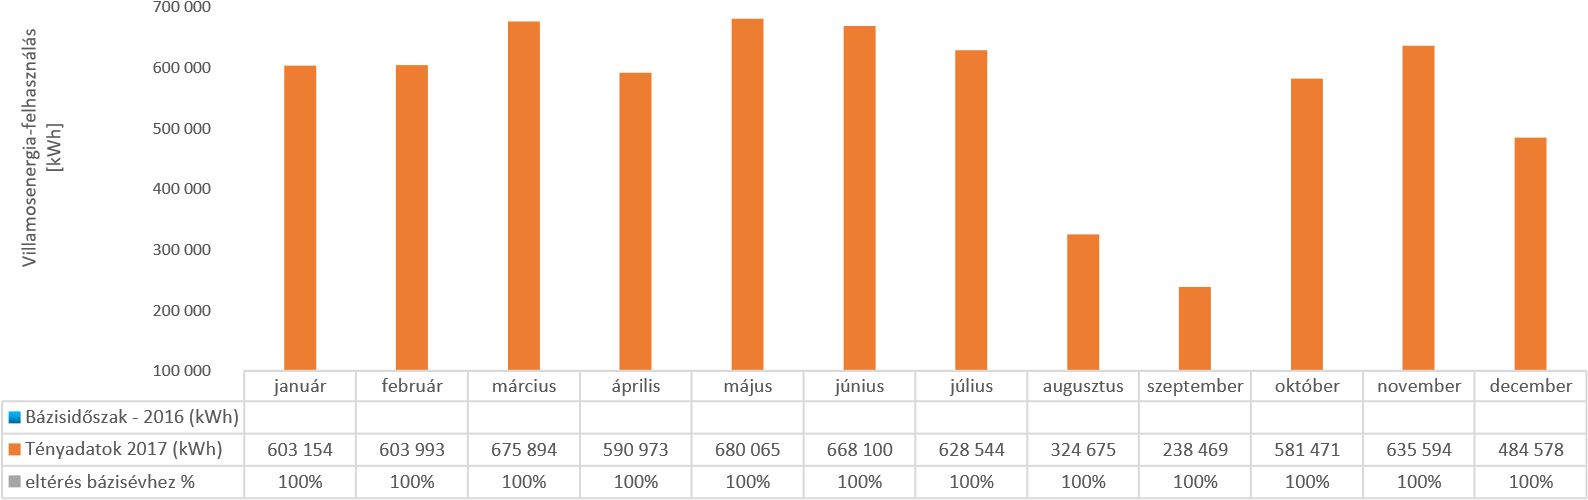 Villamosenergia-felhasználás
[kWh]
700 000
600 000
500 000
400 000
300 000
200 000
100 000
január február március április május június július augusztus szeptember október november december
Bázisidőszak - 2016 (kWh)
Tényadatok 2017 (kWh) 603 154 603 993 675 894 590 973 680 065 668 100 628 544 324 675 238 469 581 471 635 594 484 578
eltérés bázisévhez % 100% 100% 100% 100% 100% 100% 100% 100% 100% 100% 100% 100%